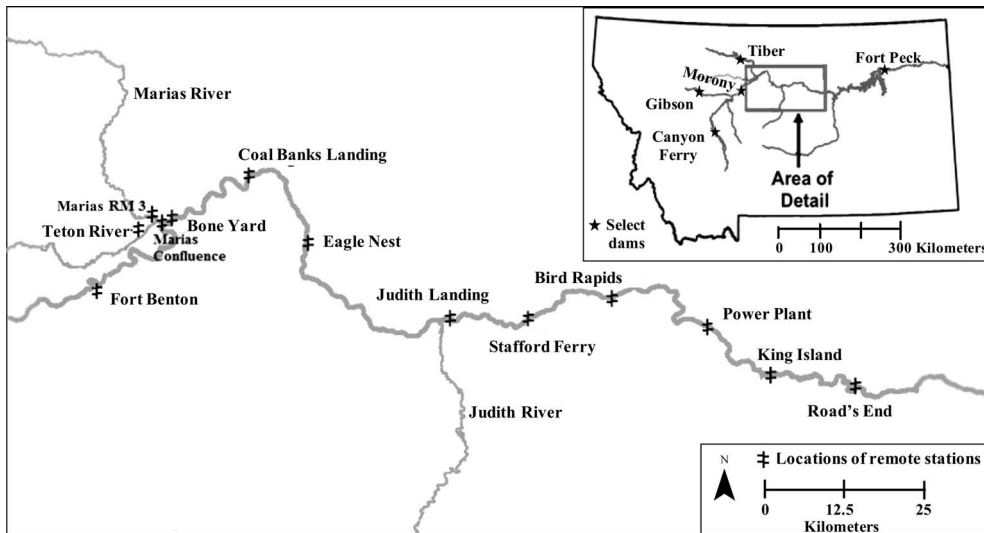 Marias River
Coal Banks Landing
Marias RM 3
Teton River
Bone Yard
Marias
Confluence
Eagle Nest
Fort Benton
Judith Landing
Bird Rapids
Stafford Ferry
Power Plant
King Island
Road's End
Judith River
Tiber
Fort Peck
Morony
Gibson
Canyon
Ferry
Area of
Detail
Select
dams
0 100 300 Kilometers
N
Locations of remote stations
0 12.5 25
Kilometers